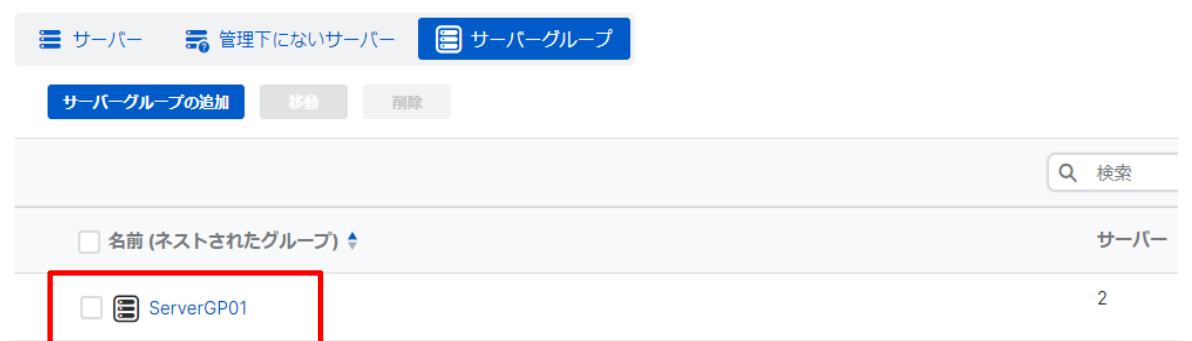 サーバー 管理下にないサーバー サーバーグループ
サーバーグループの追加 移動 削除
検索
名前 (ネストされたグループ) サーバー
ServerGP01 2